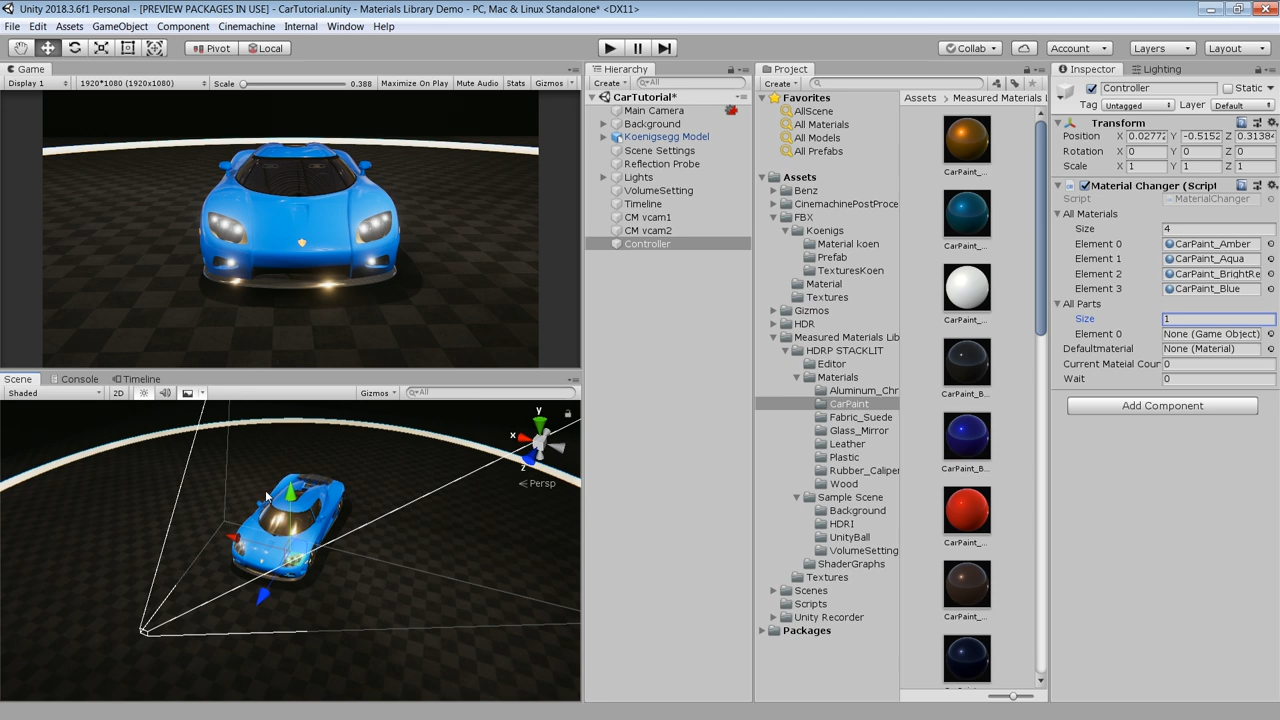 Unity 2018.3.6f1 Personal - [PREVIEW PACKAGES IN USE] - CarTutorial.unity - Materials Library Demo - PC, Mac & Linux Standalone* <DX11>
File Edit Assets GameObject Component Cinemachine Internal Window Help
Pivot Local Collab Account Layers Layout
Game
Display 1 1920*1080 (1920x1080) Scale 0.388 Maximize On Play Mute Audio Stats Gizmos
Scene Console Timeline
Shaded 2D Gizmos All
y
x
z
Persp
Hierarchy
Create All
CarTutorial*
Main Camera
Background
Koenigsegg Model
Scene Settings
Reflection Probe
Lights
VolumeSetting
Timeline
CM vcam1
CM vcam2
Controller
Project
Create
Favorites
AllScene
All Materials
All Models
All Prefabs
Assets
Benz
CinemachinePostProce
FBX
Koenigs
Material koen
Prefab
TexturesKoen
Material
Textures
Gizmos
HDR
Measured Materials Lib
HDRP STACKLIT
Editor
Materials
Aluminum_Chr
CarPaint
Fabric_Suede
Glass_Mirror
Leather
Plastic
Rubber_Caliper
Wood
Sample Scene
Background
HDRI
UnityBall
VolumeSetting
ShaderGraphs
Textures
Scenes
Scripts
Unity Recorder
Packages
Assets Measured Materials L
CarPaint_...
CarPaint_...
CarPaint_...
CarPaint_B...
CarPaint_B...
CarPaint_...
CarPaint_...
Inspector Lighting
Controller Static
Tag Untagged Layer Default
Transform
Position X 0.02777 Y -0.5152 Z 0.31384
Rotation X 0 Y 0 Z 0
Scale X 1 Y 1 Z 1
Material Changer (Script)
Script MaterialChanger
All Materials
Size 4
Element 0 CarPaint_Amber
Element 1 CarPaint_Aqua
Element 2 CarPaint_BrightRe
Element 3 CarPaint_Blue
All Parts
Size 1
Element 0 None (Game Object)
Defaultmaterial None (Material)
Current Material Cour 0
Wait 0
Add Component